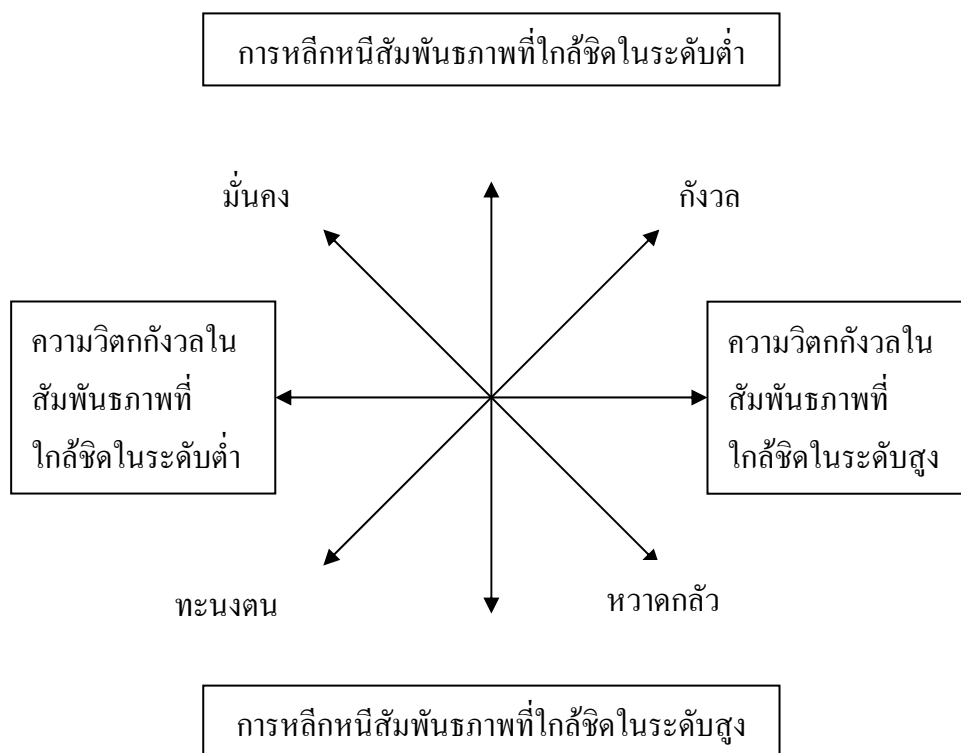 การหลีกหนีสัมพันธภาพที่ใกล้ชิดในระดับต่ำ
มั่นคง
กังวล
ความวิตกกังวลใน
สัมพันธภาพที่
ใกล้ชิดในระดับต่ำ
ความวิตกกังวลใน
สัมพันธภาพที่
ใกล้ชิดในระดับสูง
ทะนงตน
หวาดกลัว
การหลีกหนีสัมพันธภาพที่ใกล้ชิดในระดับสูง